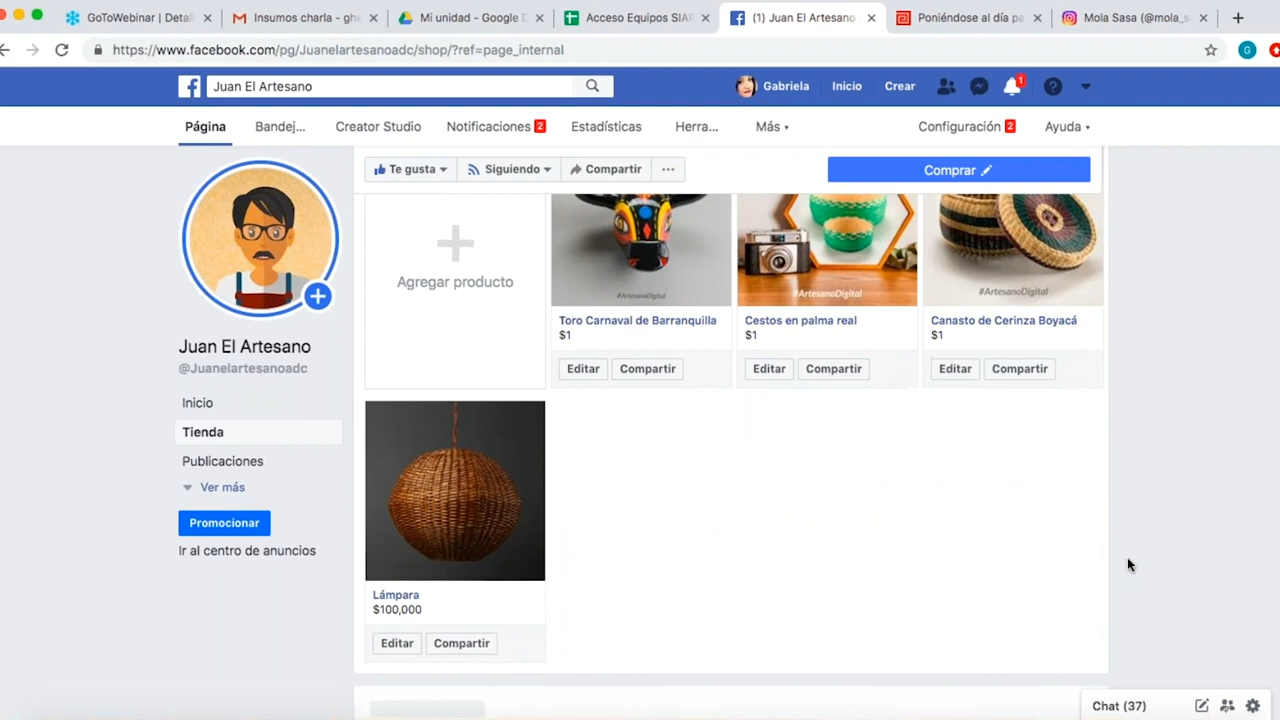 GoToWebinar | Detal
Insumos charla - gh
Mi unidad - Google D
Acceso Equipos SIAF
(1) Juan El Artesano
Poniéndose al día pa
Mola Sasa (@mola_s
https://www.facebook.com/pg/Juanelartesanoadc/shop/?ref=page_internal
G
Juan El Artesano
Gabriela
Inicio
Crear
1
Página
Bandej...
Creator Studio
Notificaciones 2
Estadísticas
Herra...
Más
Configuración 2
Ayuda
Te gusta
Siguiendo
Compartir
Comprar
Agregar producto
#ArtesanoDigital
#ArtesanoDigital
#ArtesanoDigital
Toro Carnaval de Barranquilla
$1
Editar
Compartir
Cestos en palma real
$1
Editar
Compartir
Canasto de Cerinza Boyacá
$1
Editar
Compartir
Juan El Artesano
@Juanelartesanoadc
Inicio
Tienda
Publicaciones
Ver más
Promocionar
Ir al centro de anuncios
Lámpara
$100,000
Editar
Compartir
Chat (37)